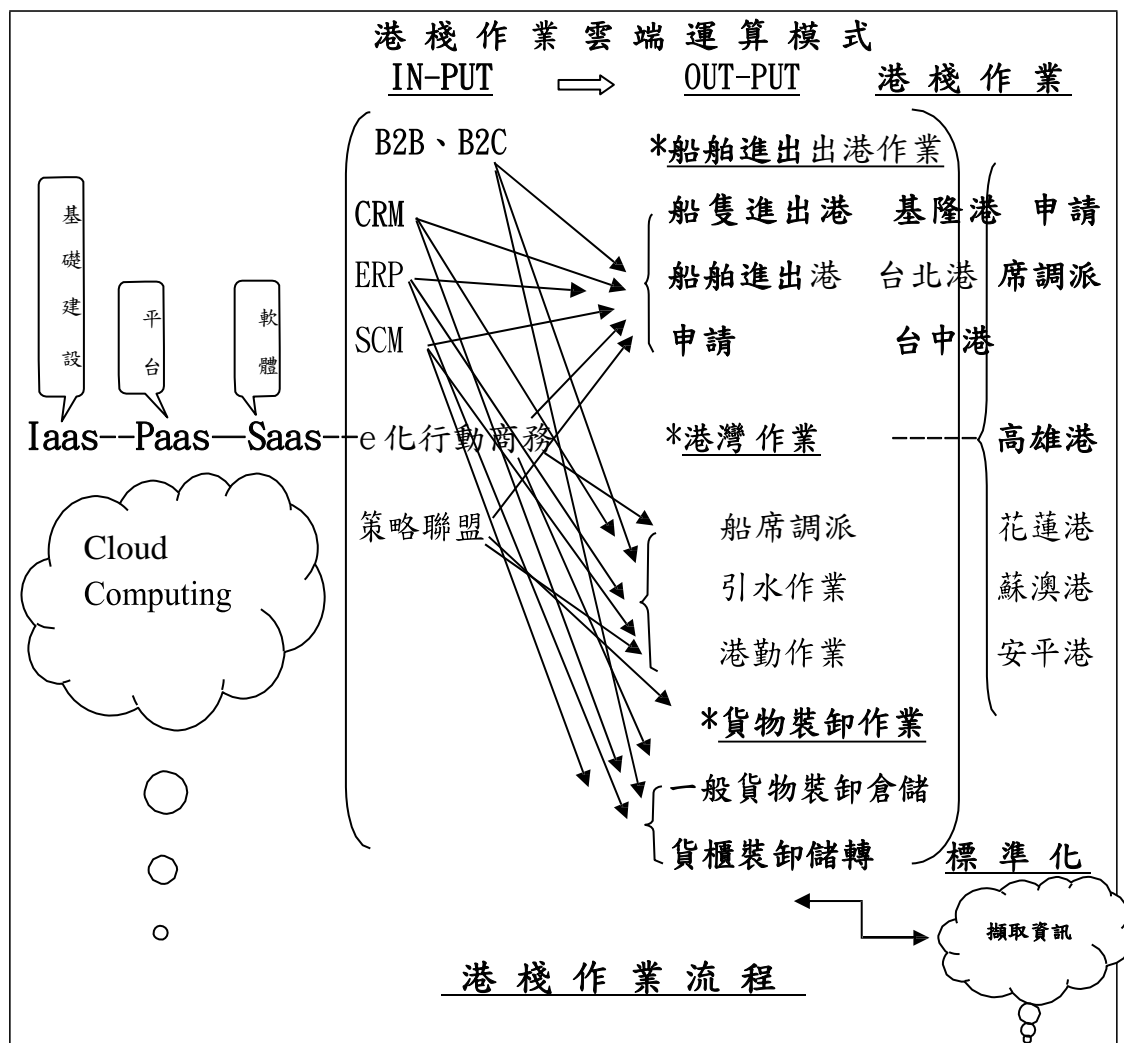 港棧作業雲端運算模式
IN-PUT OUT-PUT 港棧作業
B2B、B2C *船舶進出出港作業
基礎建設
CRM 船隻進出港 基隆港 申請
ERP 船舶進出港 台北港 席調派
平台
軟體
SCM 申請 台中港
Iaas--Paas—Saas--e化行動商務 *港灣作業 ----- 高雄港
策略聯盟 船席調派 花蓮港
Cloud
Computing
引水作業 蘇澳港
港勤作業 安平港
*貨物裝卸作業
一般貨物裝卸倉儲
貨櫃裝卸儲轉 標準化
擷取資訊
港棧作業流程